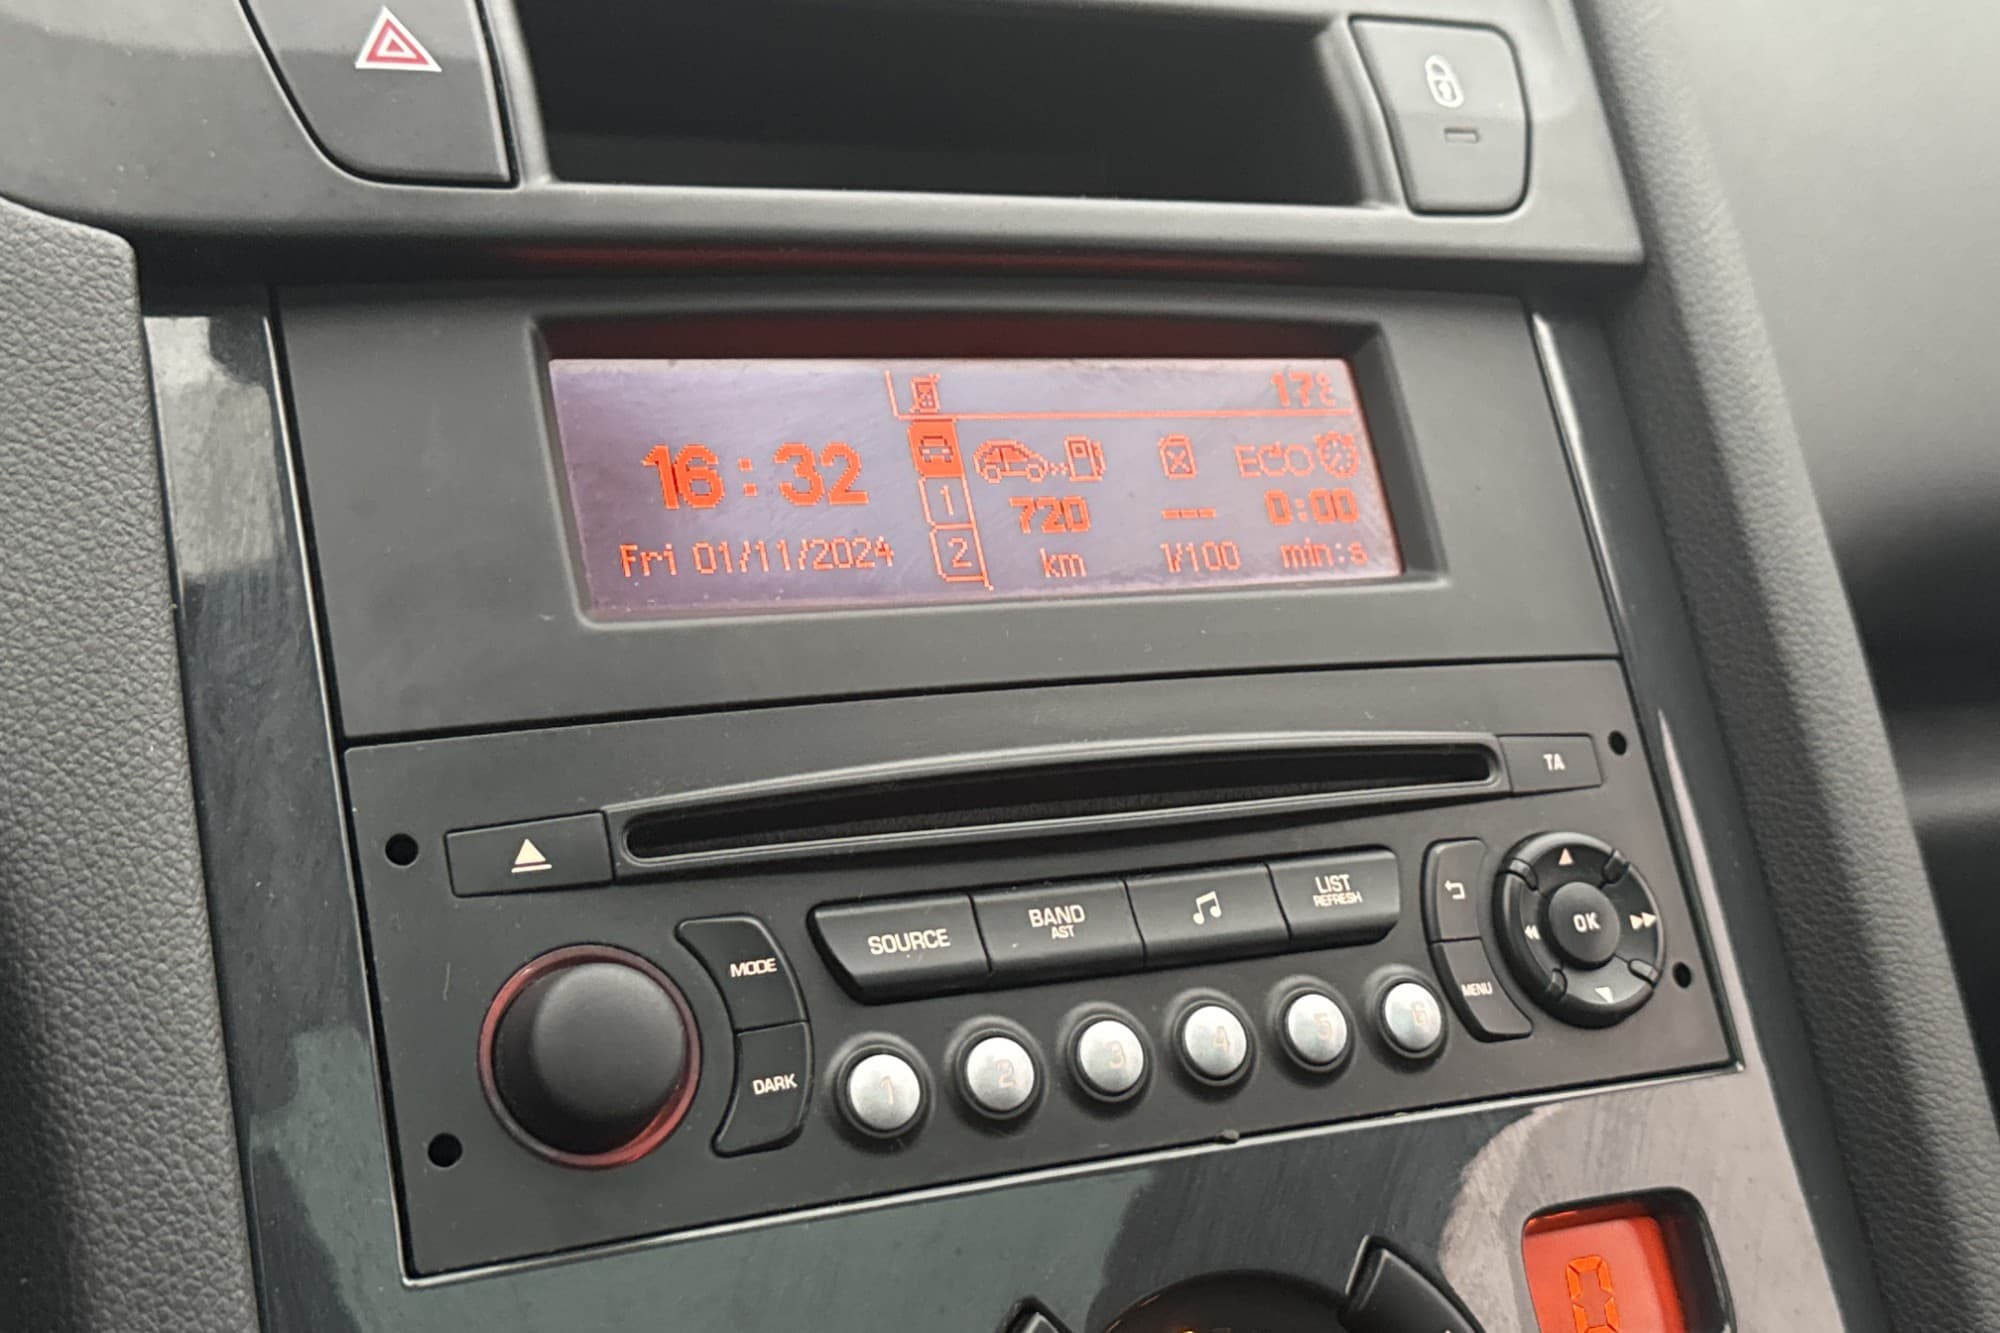 17°C
16:32
ECO
1
720
---
0:00
Fri 01/11/2024
2
km
l/100
min:s
TA
SOURCE
BAND
AST
LIST
REFRESH
OK
MODE
MENU
DARK
1
2
3
4
5
6
0